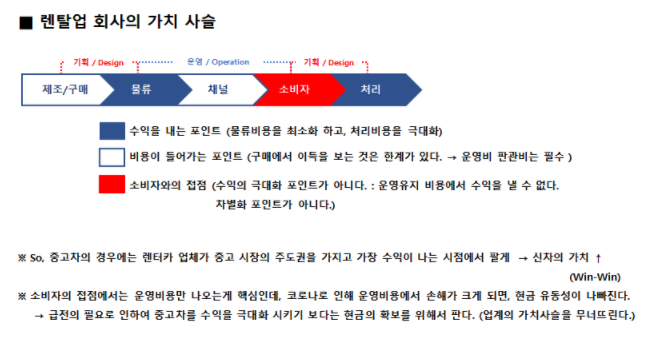 ■ 렌탈업 회사의 가치 사슬
기획 / Design 운영 / Operation 기획 / Design
제조/구매 물류 채널 소비자 처리
수익을 내는 포인트 (물류비용을 최소화 하고, 처리비용을 극대화)
비용이 들어가는 포인트 (구매에서 이득을 보는 것은 한계가 있다. → 운영비 판관비는 필수 )
소비자와의 접점 (수익의 극대화 포인트가 아니다. : 운영유지 비용에서 수익을 낼 수 없다.
차별화 포인트가 아니다.)
※ So, 중고차의 경우에는 렌터카 업체가 중고 시장의 주도권을 가지고 가장 수익이 나는 시점에서 팔게 → 신차의 가치 ↑
(Win-Win)
※ 소비자의 접점에서는 운영비용만 나오는게 핵심인데, 코로나로 인해 운영비용에서 손해가 크게 되면, 현금 유동성이 나빠진다.
→ 급전의 필요로 인하여 중고차를 수익을 극대화 시키기 보다는 현금의 확보를 위해서 판다. (업계의 가치사슬을 무너뜨린다.)